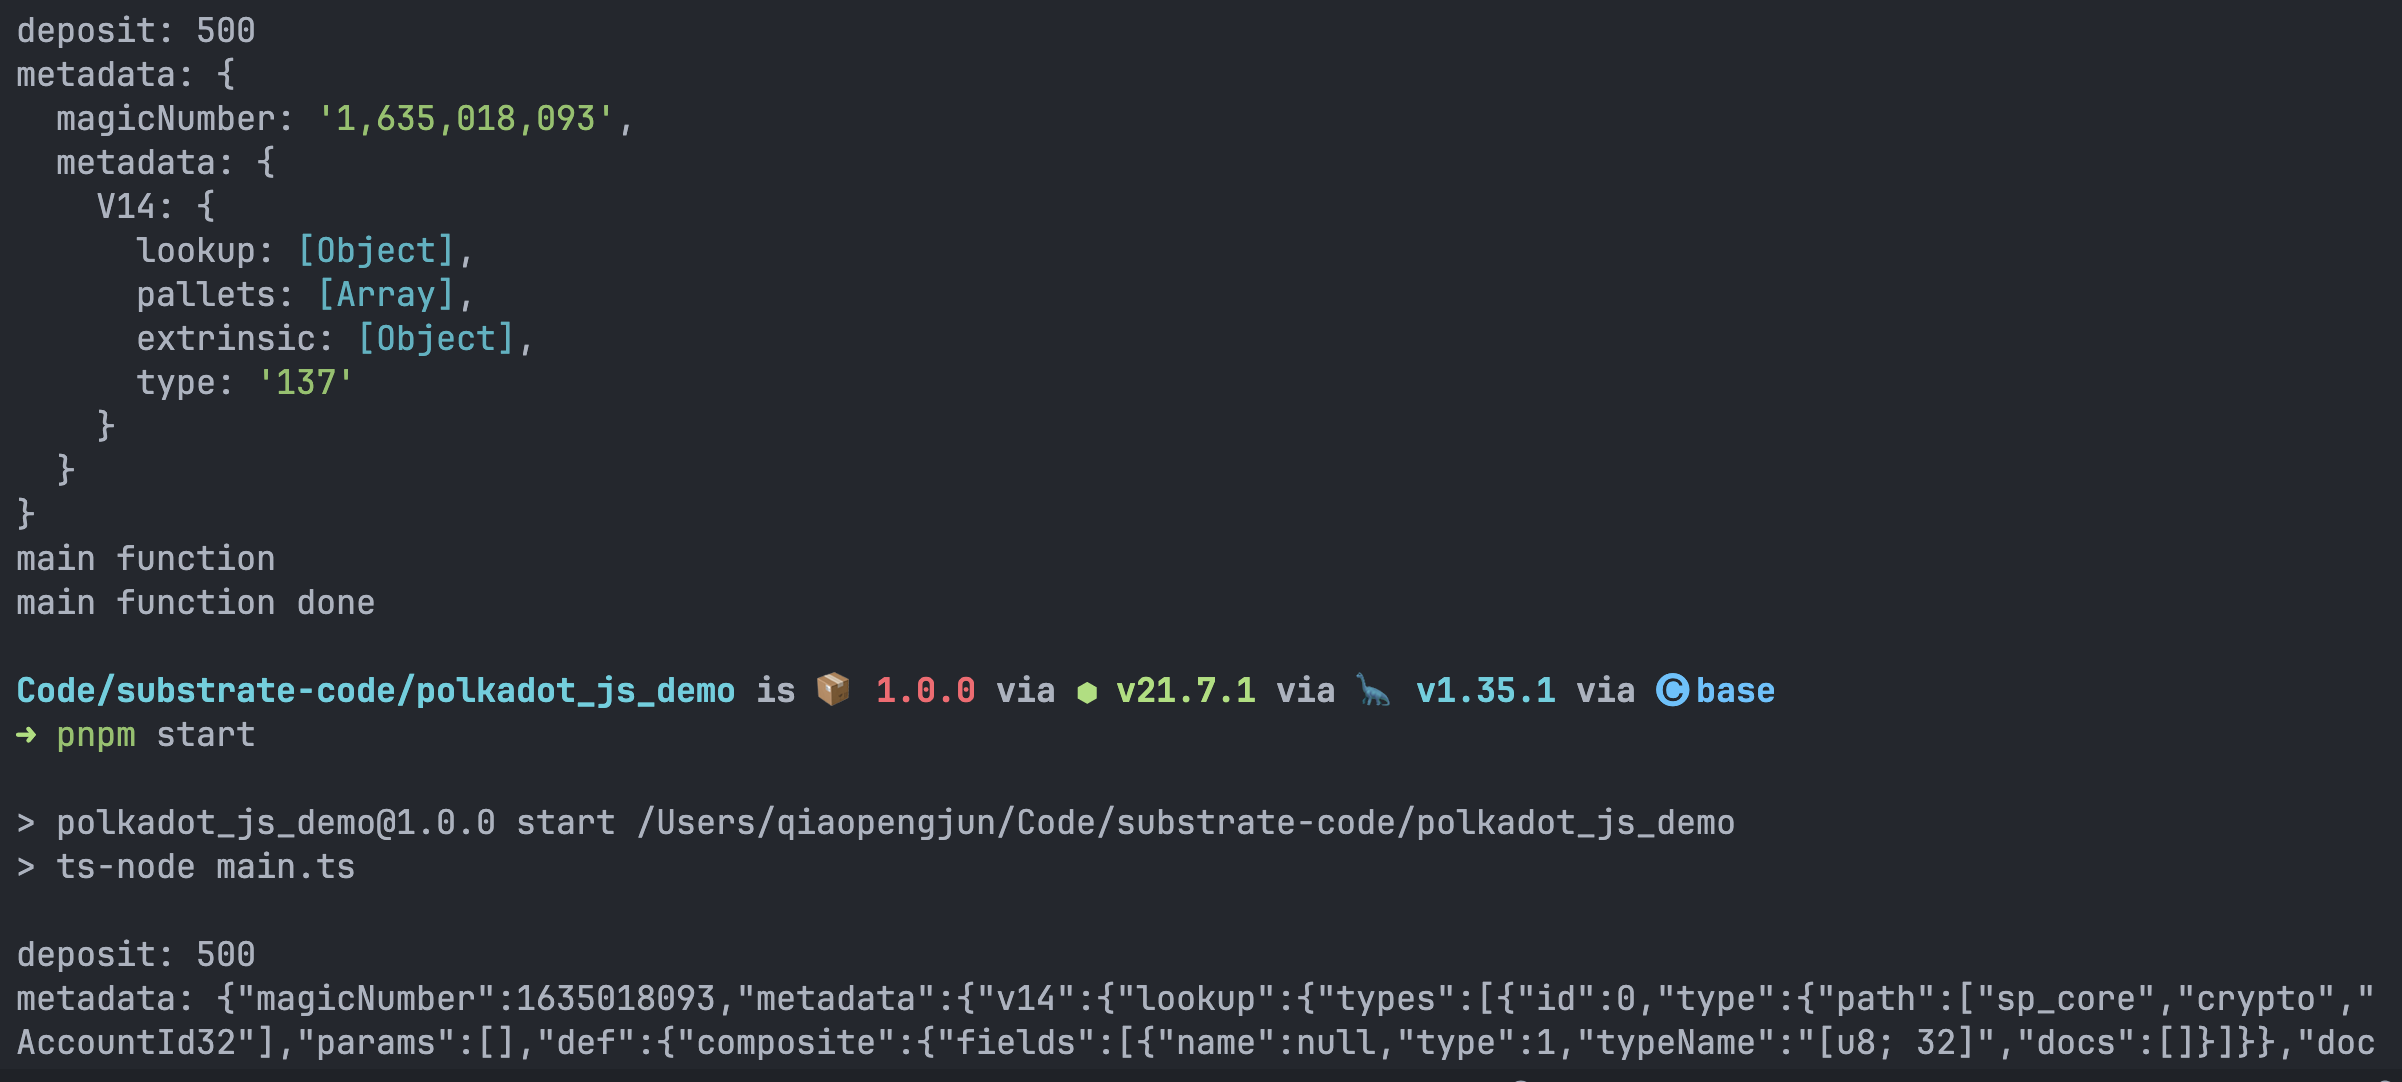 deposit: 500
metadata: {
  magicNumber: '1,635,018,093',
  metadata: {
    V14: {
      lookup: [Object],
      pallets: [Array],
      extrinsic: [Object],
      type: '137'
    }
  }
}
main function
main function done
Code/substrate-code/polkadot_js_demo is 📦 1.0.0 via ⬢ v21.7.1 via 🦕 v1.35.1 via 🅒 base
➜ pnpm start
> polkadot_js_demo@1.0.0 start /Users/qiaopengjun/Code/substrate-code/polkadot_js_demo
> ts-node main.ts
deposit: 500
metadata: {"magicNumber":1635018093,"metadata":{"v14":{"lookup":{"types":[{"id":0,"type":{"path":["sp_core","crypto","
AccountId32"],"params":[],"def":{"composite":{"fields":[{"name":null,"type":1,"typeName":"[u8; 32]","docs":[]}]}},"doc